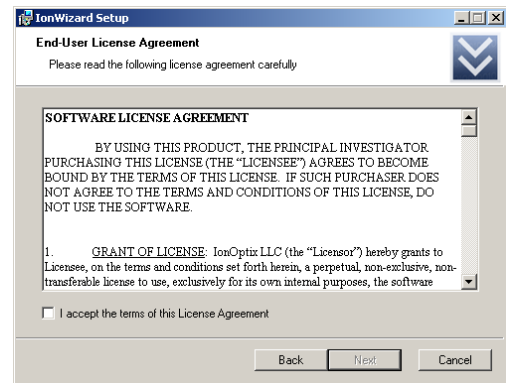 IonWizard Setup
End-User License Agreement
Please read the following license agreement carefully
SOFTWARE LICENSE AGREEMENT
BY USING THIS PRODUCT, THE PRINCIPAL INVESTIGATOR
PURCHASING THIS LICENSE (THE “LICENSEE”) AGREES TO BECOME
BOUND BY THE TERMS OF THIS LICENSE. IF SUCH PURCHASER DOES
NOT AGREE TO THE TERMS AND CONDITIONS OF THIS LICENSE, DO
NOT USE THE SOFTWARE.
1. GRANT OF LICENSE: IonOptix LLC (the “Licensor”) hereby grants to
Licensee, on the terms and conditions set forth herein, a perpetual, non-exclusive, non-
transferable license to use, exclusively for its own internal purposes, the software
I accept the terms of this License Agreement
Back Next Cancel